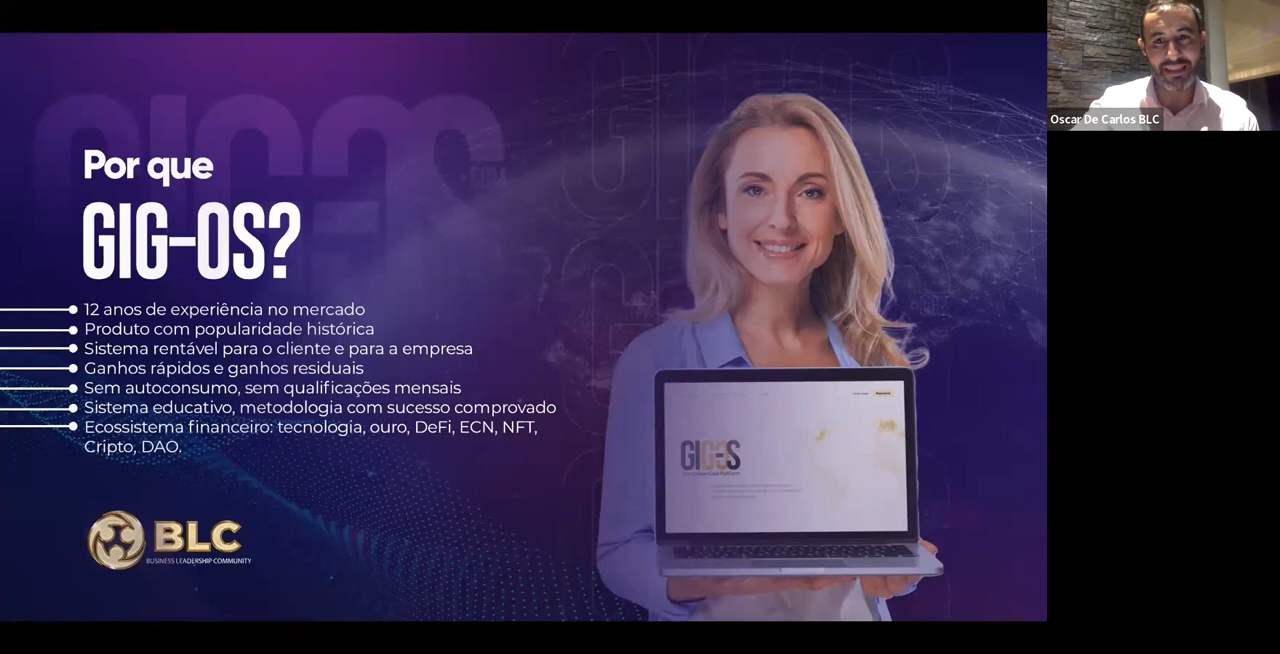 Por que
GIG-OS?
12 anos de experiência no mercado
Produto com popularidade histórica
Sistema rentável para o cliente e para a empresa
Ganhos rápidos e ganhos residuais
Sem autoconsumo, sem qualificações mensais
Sistema educativo, metodologia com sucesso comprovado
Ecossistema financeiro: tecnologia, ouro, DeFi, ECN, NFT,
Cripto, DAO.
BLC
BUSINESS LEADERSHIP COMMUNITY
GIG-OS
Oscar De Carlos BLC